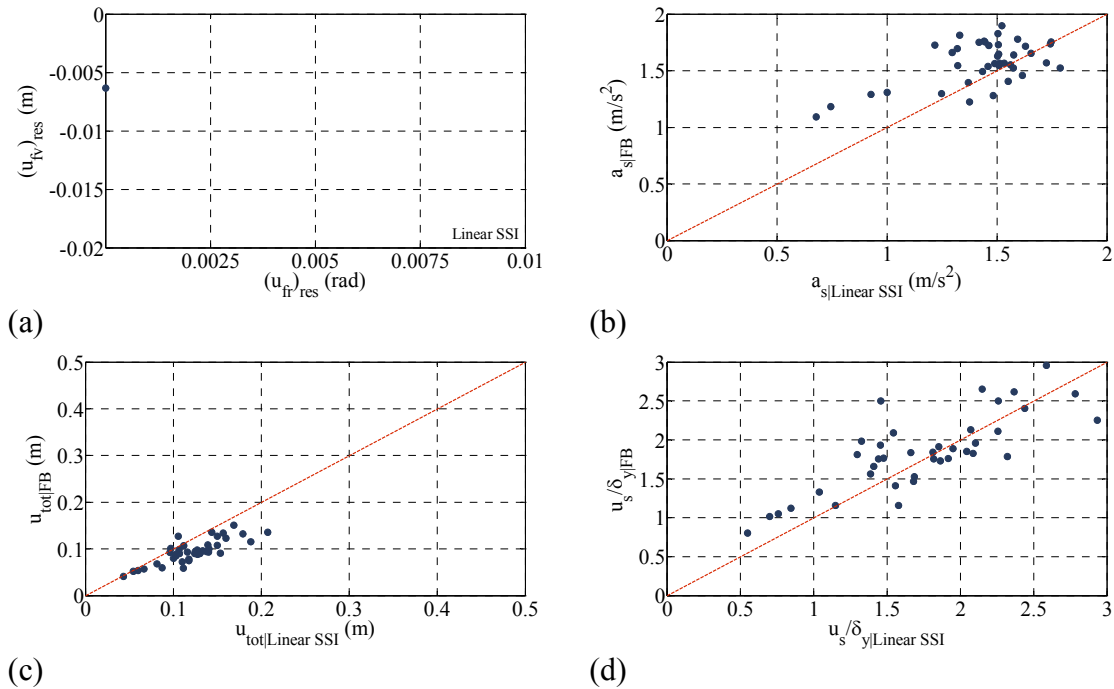 0
-0.005
-0.01
-0.015
-0.02
(u_fv)_res (m)
0.0025 0.005 0.0075 0.01
(u_fr)_res (rad)
Linear SSI
(a)
2
1.5
1
0.5
0
a_s|FB (m/s²)
0 0.5 1 1.5 2
a_s|Linear SSI (m/s²)
(b)
0.5
0.4
0.3
0.2
0.1
0
u_tot|FB (m)
0 0.1 0.2 0.3 0.4 0.5
u_tot|Linear SSI (m)
(c)
3
2.5
2
1.5
1
0.5
0
u_s/δ_y|FB
0 0.5 1 1.5 2 2.5 3
u_s/δ_y|Linear SSI
(d)